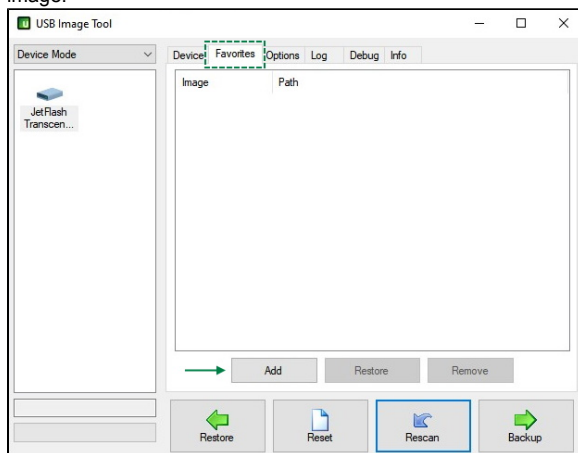 image.
USB Image Tool
Device Mode
Device Favorites Options Log Debug Info
Image Path
JetFlash
Transcen...
Add Restore Remove
Restore Reset Rescan Backup